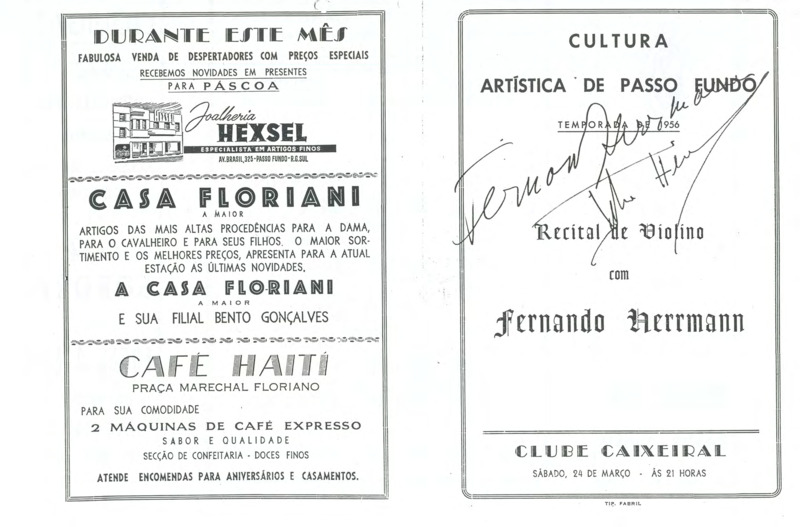 DURANTE ESTE MÊS
FABULOSA VENDA DE DESPERTADORES COM PREÇOS ESPECIAIS
RECEBEMOS NOVIDADES EM PRESENTES
PARA PÁSCOA
Joalheria
HEXSEL
ESPECIALISTA EM ARTIGOS FINOS
AV. BRASIL, 325 - PASSO FUNDO - R.G.SUL
CASA FLORIANI
A MAIOR
ARTIGOS DAS MAIS ALTAS PROCEDÊNCIAS PARA A DAMA,
PARA O CAVALHEIRO E PARA SEUS FILHOS. O MAIOR SOR-
TIMENTO E OS MELHORES PREÇOS, APRESENTA PARA A ATUAL
ESTAÇÃO AS ÚLTIMAS NOVIDADES.
A CASA FLORIANI
A MAIOR
E SUA FILIAL BENTO GONÇALVES
CAFÉ HAITÍ
PRAÇA MARECHAL FLORIANO
PARA SUA COMODIDADE
2 MÁQUINAS DE CAFÉ EXPRESSO
SABOR E QUALIDADE
SECÇÃO DE CONFEITARIA - DOCES FINOS
ATENDE ENCOMENDAS PARA ANIVERSÁRIOS E CASAMENTOS.
CULTURA
ARTÍSTICA DE PASSO FUNDO
TEMPORADA DE 1956
Recital de Violino
com
Fernando Herrmann
CLUBE CAIXEIRAL
SÁBADO, 24 DE MARÇO - ÀS 21 HORAS
TIP. FABRIL